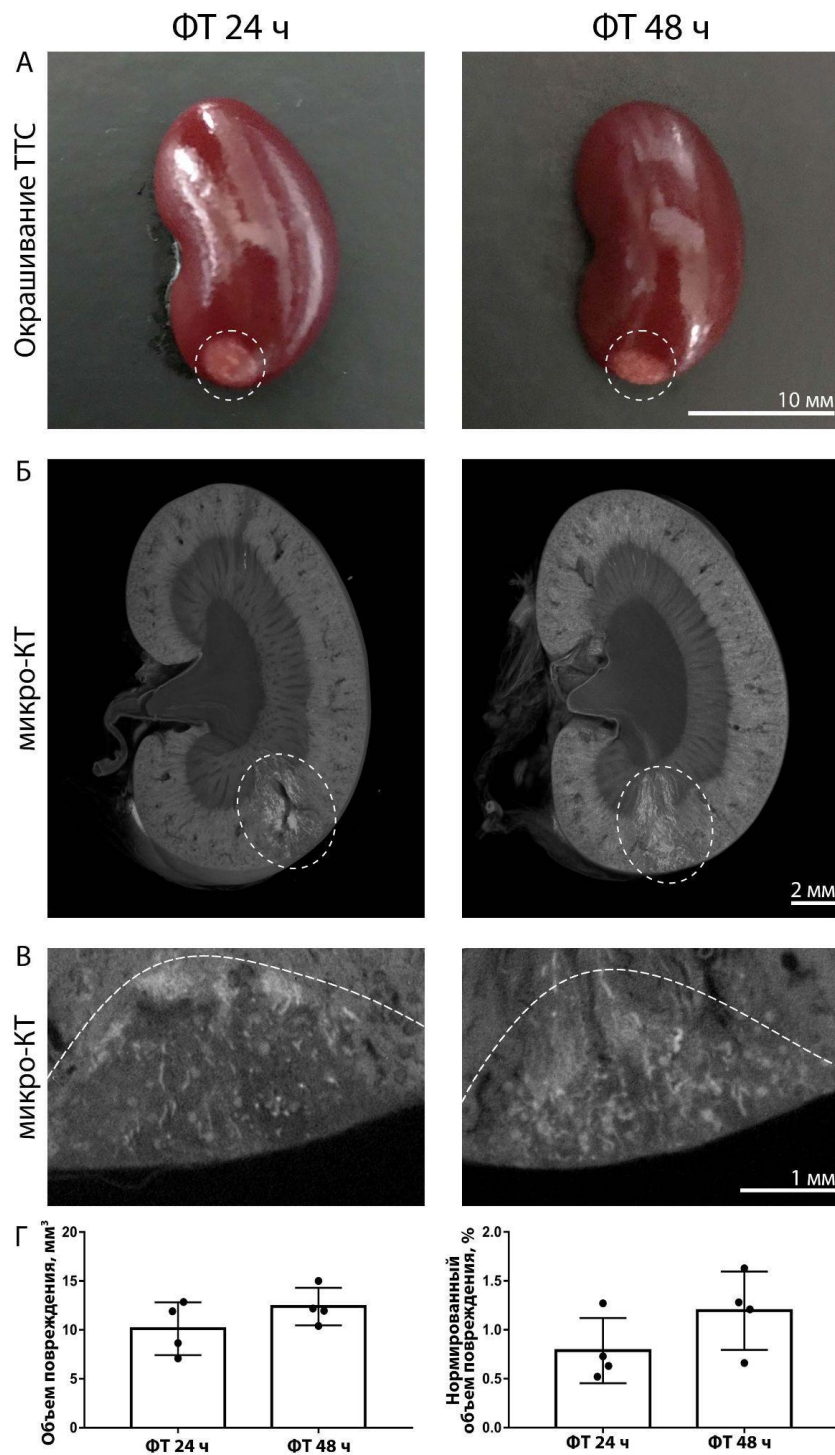 ФТ 24 ч
ФТ 48 ч
А
Окрашивание ТТС
10 мм
Б
микро-КТ
2 мм
В
микро-КТ
1 мм
Г
Объем повреждения, мм³
20
15
10
5
0
ФТ 24 ч
ФТ 48 ч
Нормированный
объем повреждения, %
2.0
1.5
1.0
0.5
0.0
ФТ 24 ч
ФТ 48 ч